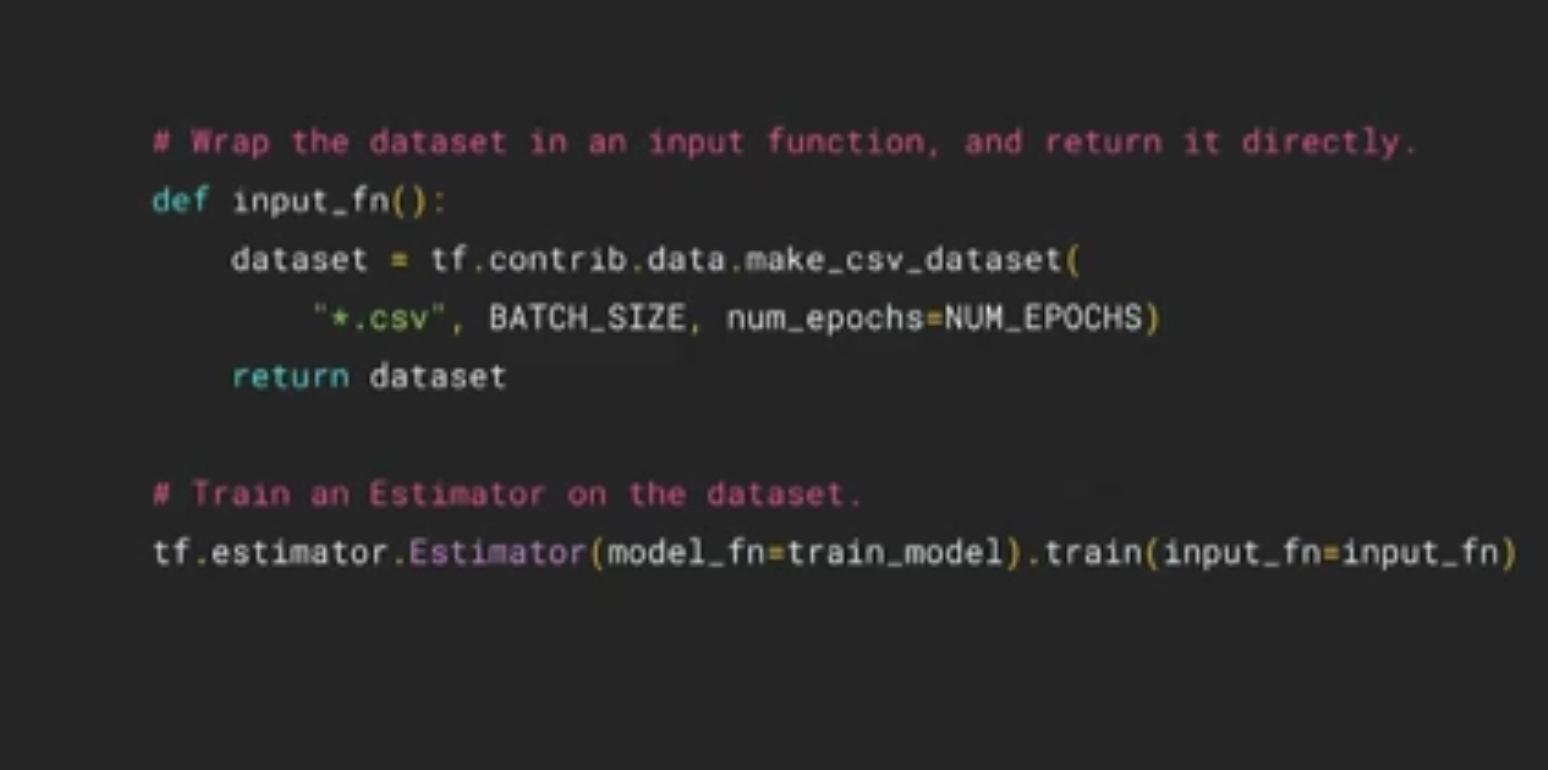 # Wrap the dataset in an input function, and return it directly.
def input_fn():
    dataset = tf.contrib.data.make_csv_dataset(
        "*.csv", BATCH_SIZE, num_epochs=NUM_EPOCHS)
    return dataset

# Train an Estimator on the dataset.
tf.estimator.Estimator(model_fn=train_model).train(input_fn=input_fn)